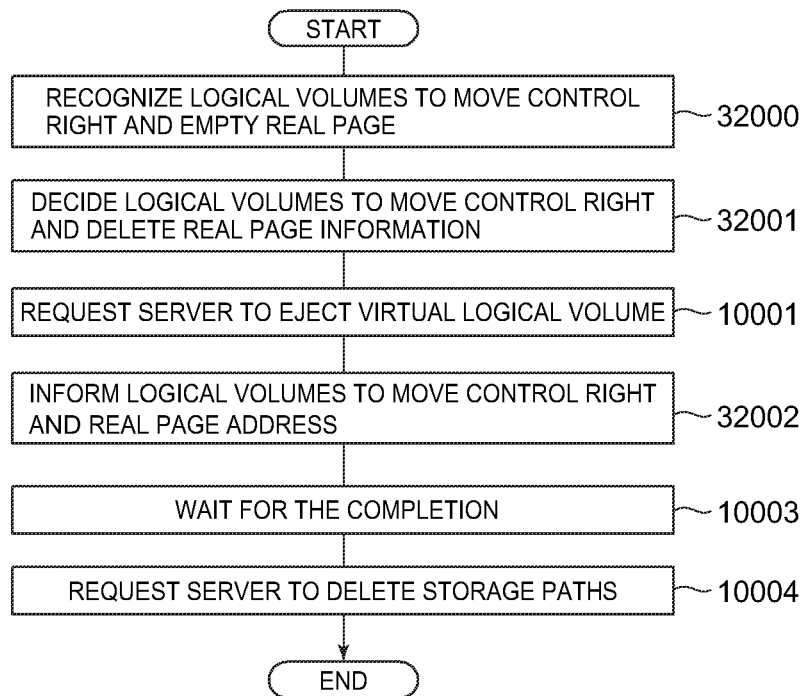 START
RECOGNIZE LOGICAL VOLUMES TO MOVE CONTROL
RIGHT AND EMPTY REAL PAGE
32000
DECIDE LOGICAL VOLUMES TO MOVE CONTROL RIGHT
AND DELETE REAL PAGE INFORMATION
32001
REQUEST SERVER TO EJECT VIRTUAL LOGICAL VOLUME
10001
INFORM LOGICAL VOLUMES TO MOVE CONTROL RIGHT
AND REAL PAGE ADDRESS
32002
WAIT FOR THE COMPLETION
10003
REQUEST SERVER TO DELETE STORAGE PATHS
10004
END